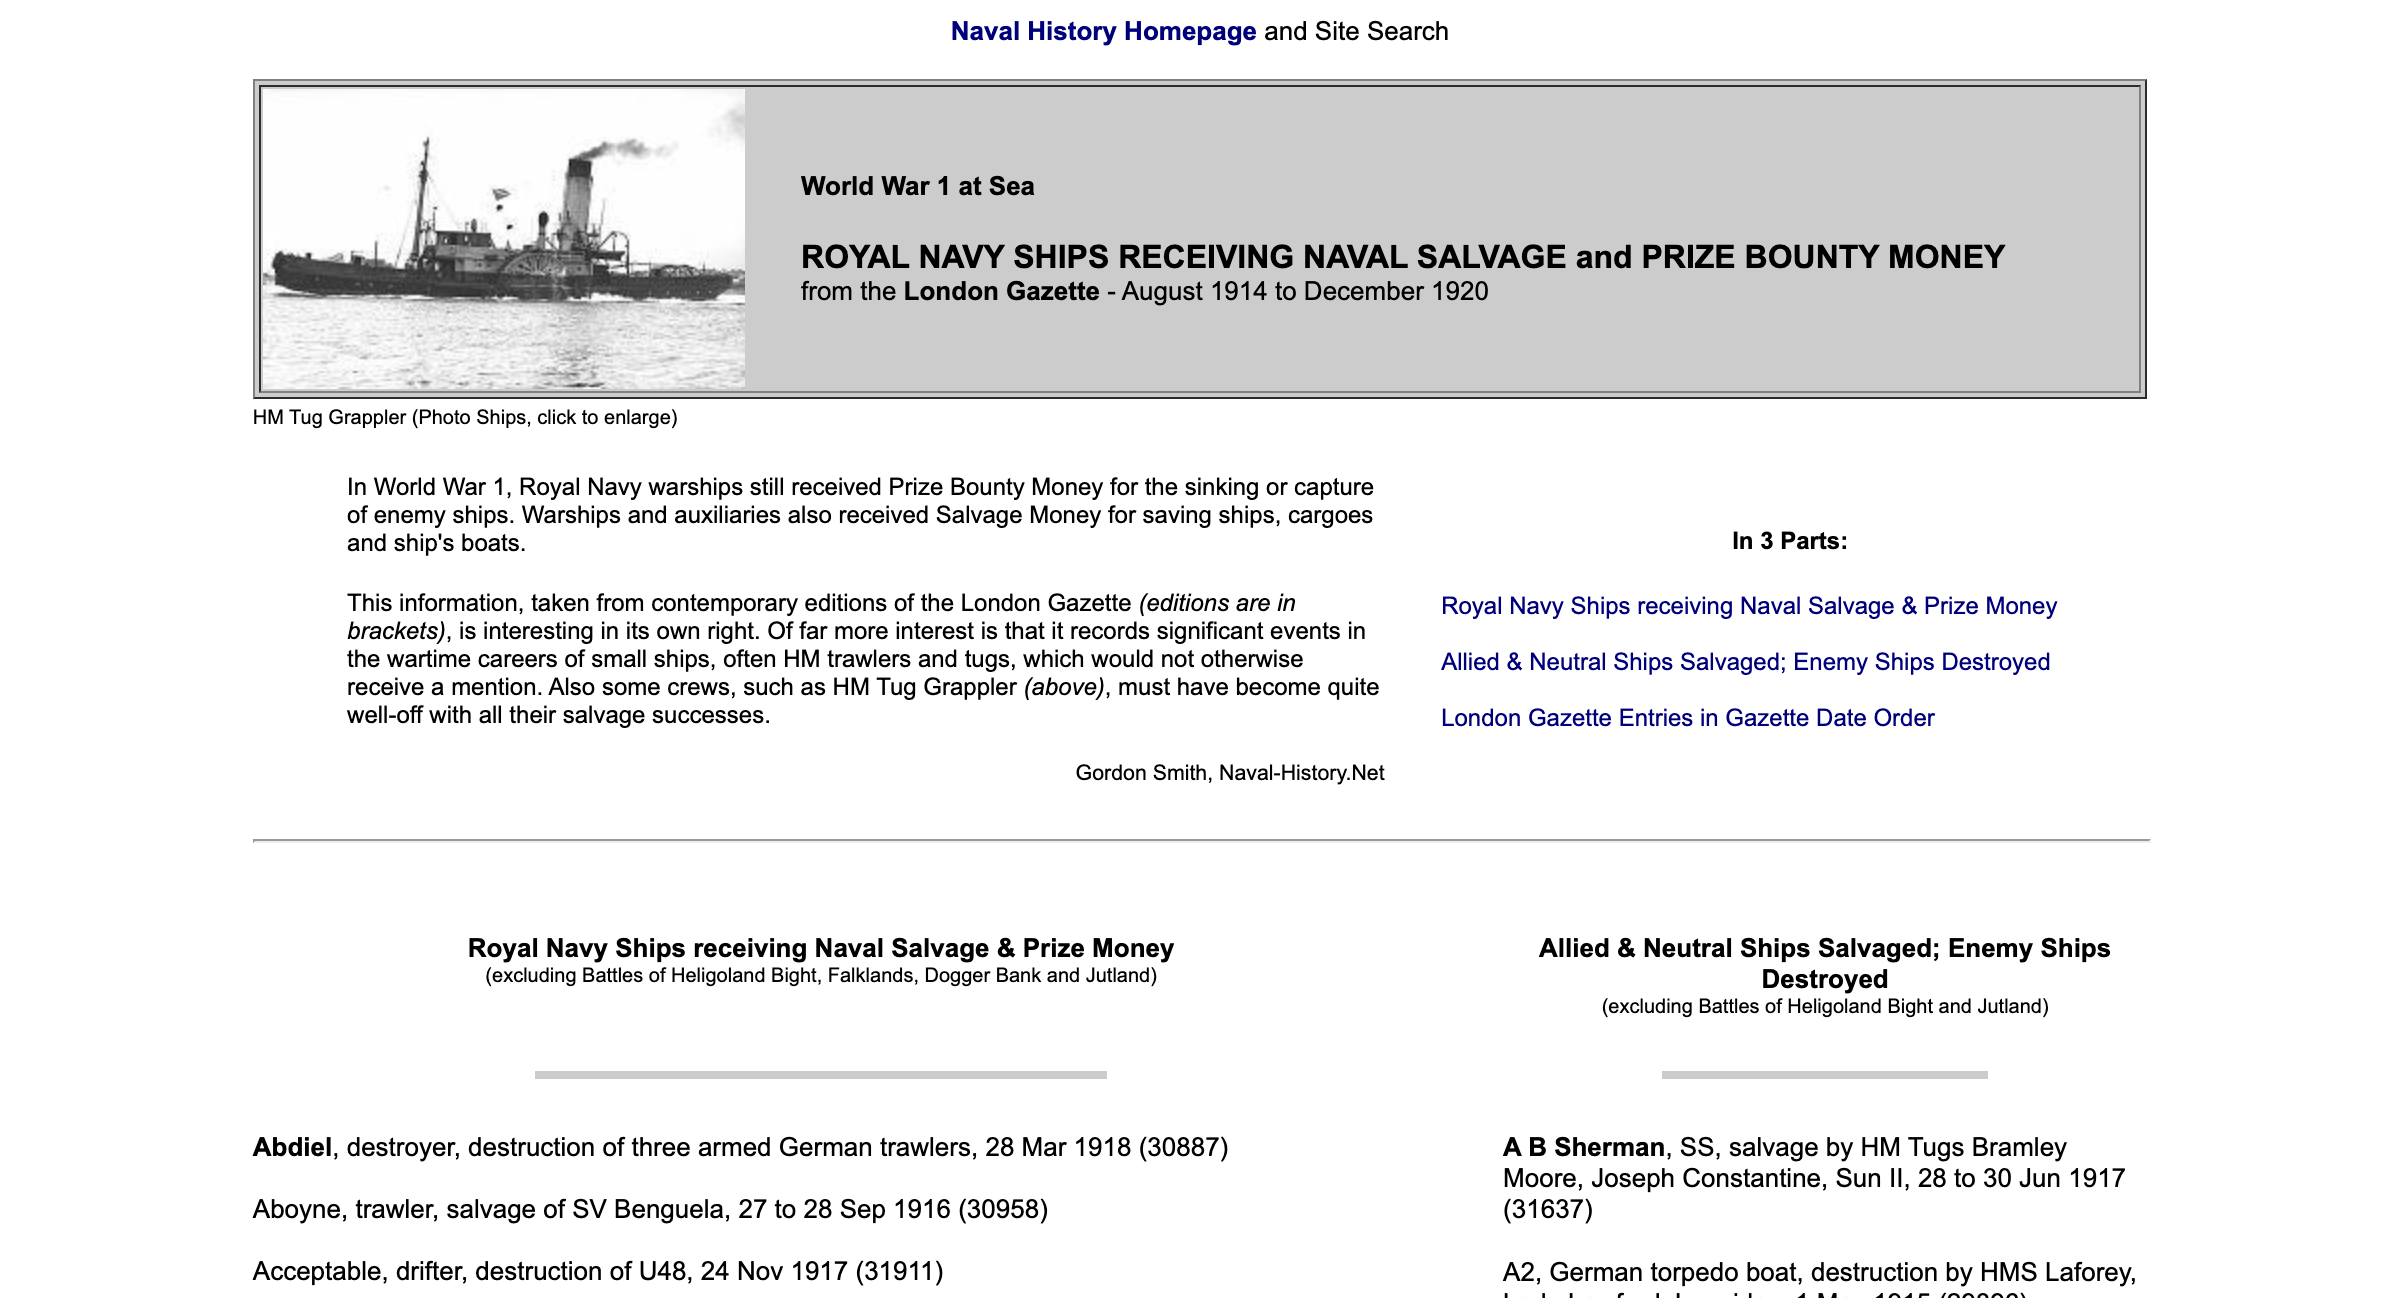 Naval History Homepage and Site Search
World War 1 at Sea
ROYAL NAVY SHIPS RECEIVING NAVAL SALVAGE and PRIZE BOUNTY MONEY
from the London Gazette - August 1914 to December 1920
HM Tug Grappler (Photo Ships, click to enlarge)
In World War 1, Royal Navy warships still received Prize Bounty Money for the sinking or capture
of enemy ships. Warships and auxiliaries also received Salvage Money for saving ships, cargoes
and ship's boats.
This information, taken from contemporary editions of the London Gazette (editions are in
brackets), is interesting in its own right. Of far more interest is that it records significant events in
the wartime careers of small ships, often HM trawlers and tugs, which would not otherwise
receive a mention. Also some crews, such as HM Tug Grappler (above), must have become quite
well-off with all their salvage successes.
Gordon Smith, Naval-History.Net
In 3 Parts:
Royal Navy Ships receiving Naval Salvage & Prize Money
Allied & Neutral Ships Salvaged; Enemy Ships Destroyed
London Gazette Entries in Gazette Date Order
Royal Navy Ships receiving Naval Salvage & Prize Money
(excluding Battles of Heligoland Bight, Falklands, Dogger Bank and Jutland)
Abdiel, destroyer, destruction of three armed German trawlers, 28 Mar 1918 (30887)
Aboyne, trawler, salvage of SV Benguela, 27 to 28 Sep 1916 (30958)
Acceptable, drifter, destruction of U48, 24 Nov 1917 (31911)
Allied & Neutral Ships Salvaged; Enemy Ships
Destroyed
(excluding Battles of Heligoland Bight and Jutland)
A B Sherman, SS, salvage by HM Tugs Bramley
Moore, Joseph Constantine, Sun II, 28 to 30 Jun 1917
(31637)
A2, German torpedo boat, destruction by HMS Laforey,